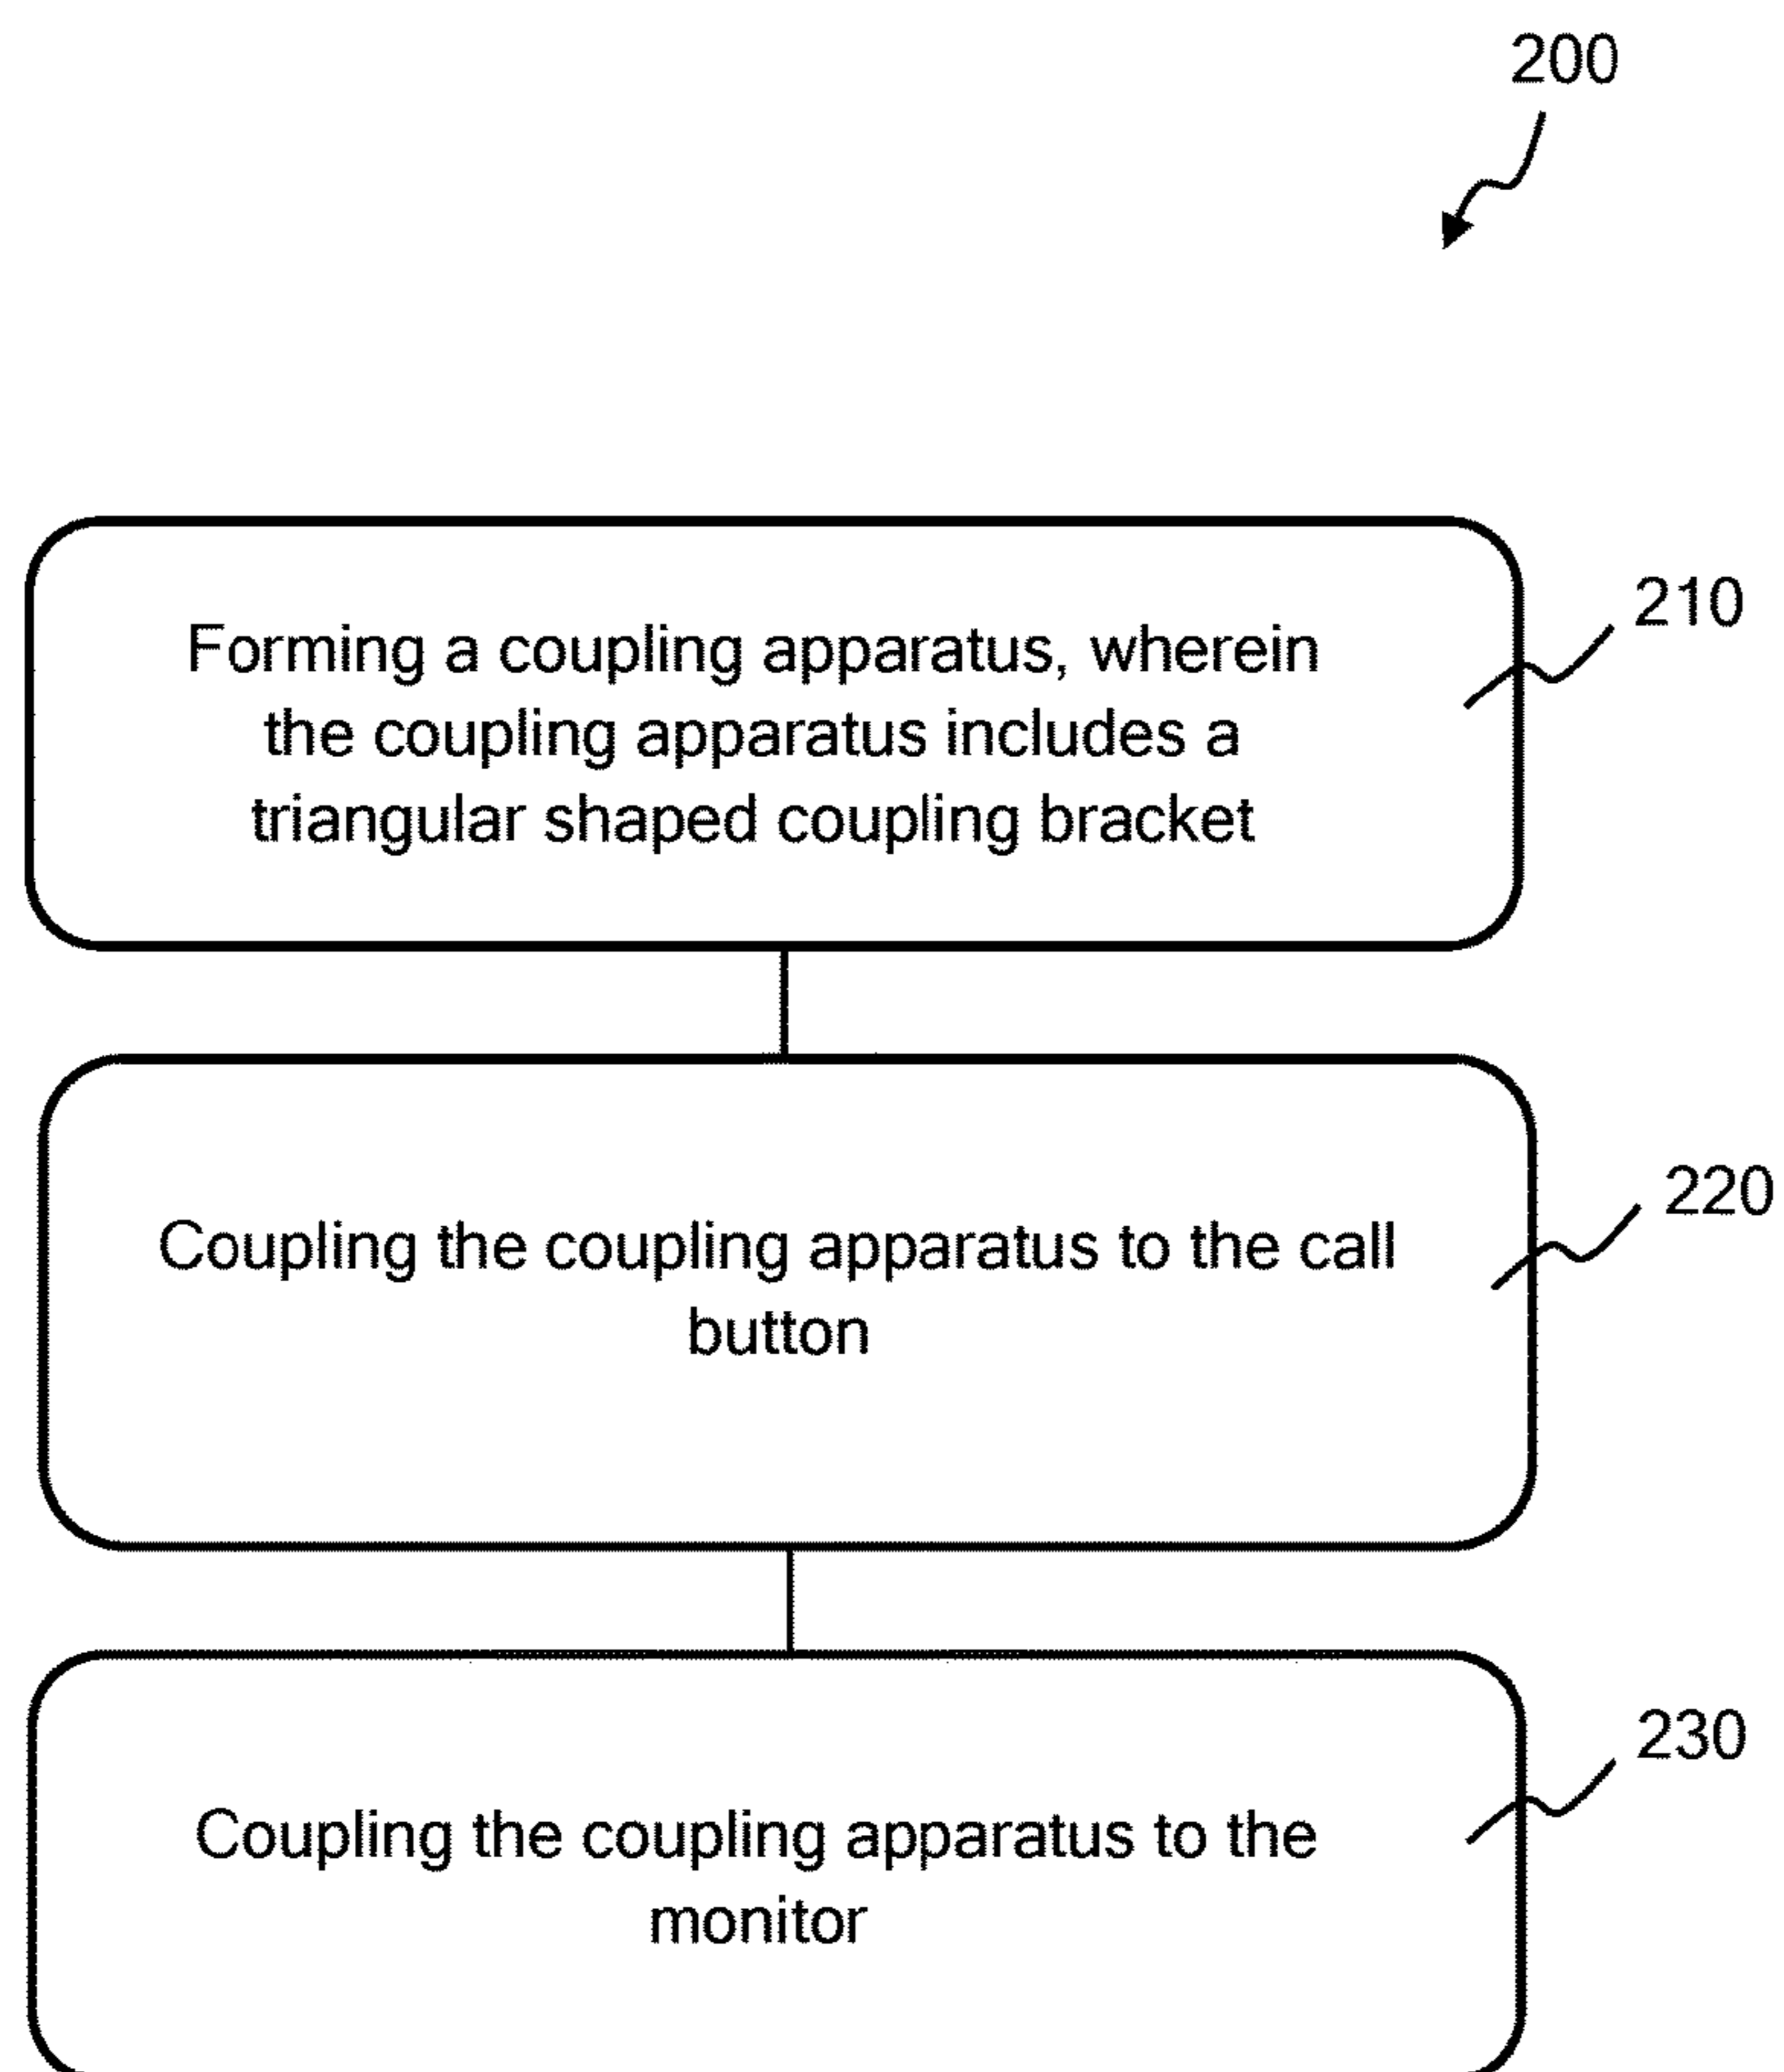 200
Forming a coupling apparatus, wherein
the coupling apparatus includes a
triangular shaped coupling bracket
210
Coupling the coupling apparatus to the call
button
220
Coupling the coupling apparatus to the
monitor
230